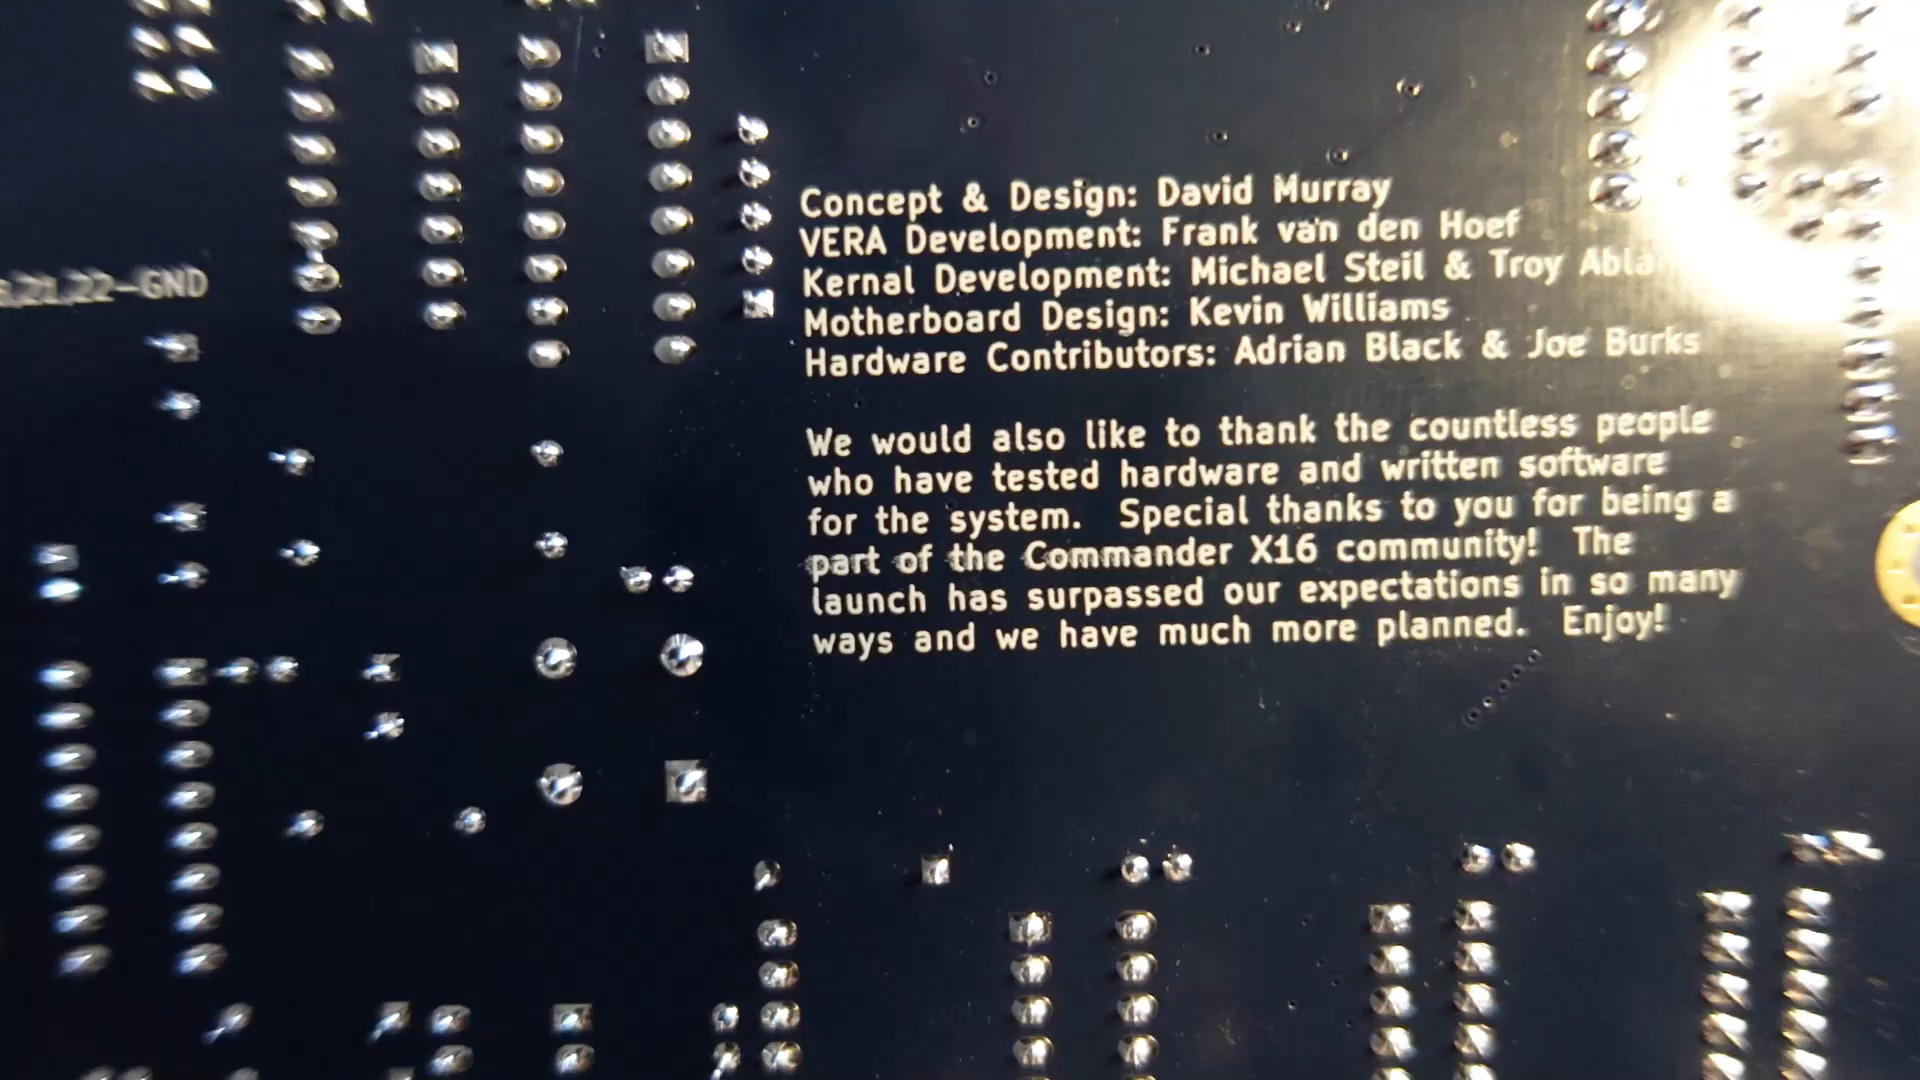 Concept & Design: David Murray
VERA Development: Frank van den Hoef
Kernal Development: Michael Steil & Troy
Motherboard Design: Kevin Williams
Hardware Contributors: Adrian Black & Joe Burks
21,22-GND
We would also like to thank the countless people
who have tested hardware and written software
for the system. Special thanks to you for being a
part of the Commander X16 community! The
launch has surpassed our expectations in so many
ways and we have much more planned. Enjoy!